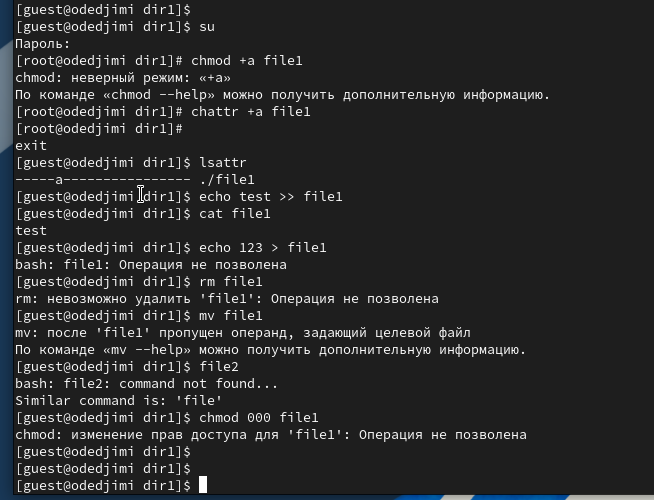 [guest@odedjimi dir1]$
[guest@odedjimi dir1]$ su
Пароль:
[root@odedjimi dir1]# chmod +a file1
chmod: неверный режим: «+a»
По команде «chmod --help» можно получить дополнительную информацию.
[root@odedjimi dir1]# chattr +a file1
[root@odedjimi dir1]#
exit
[guest@odedjimi dir1]$ lsattr
-----a---------------- ./file1
[guest@odedjimi dir1]$ echo test >> file1
[guest@odedjimi dir1]$ cat file1
test
[guest@odedjimi dir1]$ echo 123 > file1
bash: file1: Операция не позволена
[guest@odedjimi dir1]$ rm file1
rm: невозможно удалить 'file1': Операция не позволена
[guest@odedjimi dir1]$ mv file1
mv: после 'file1' пропущен операнд, задающий целевой файл
По команде «mv --help» можно получить дополнительную информацию.
[guest@odedjimi dir1]$ file2
bash: file2: command not found...
Similar command is: 'file'
[guest@odedjimi dir1]$ chmod 000 file1
chmod: изменение прав доступа для 'file1': Операция не позволена
[guest@odedjimi dir1]$
[guest@odedjimi dir1]$
[guest@odedjimi dir1]$